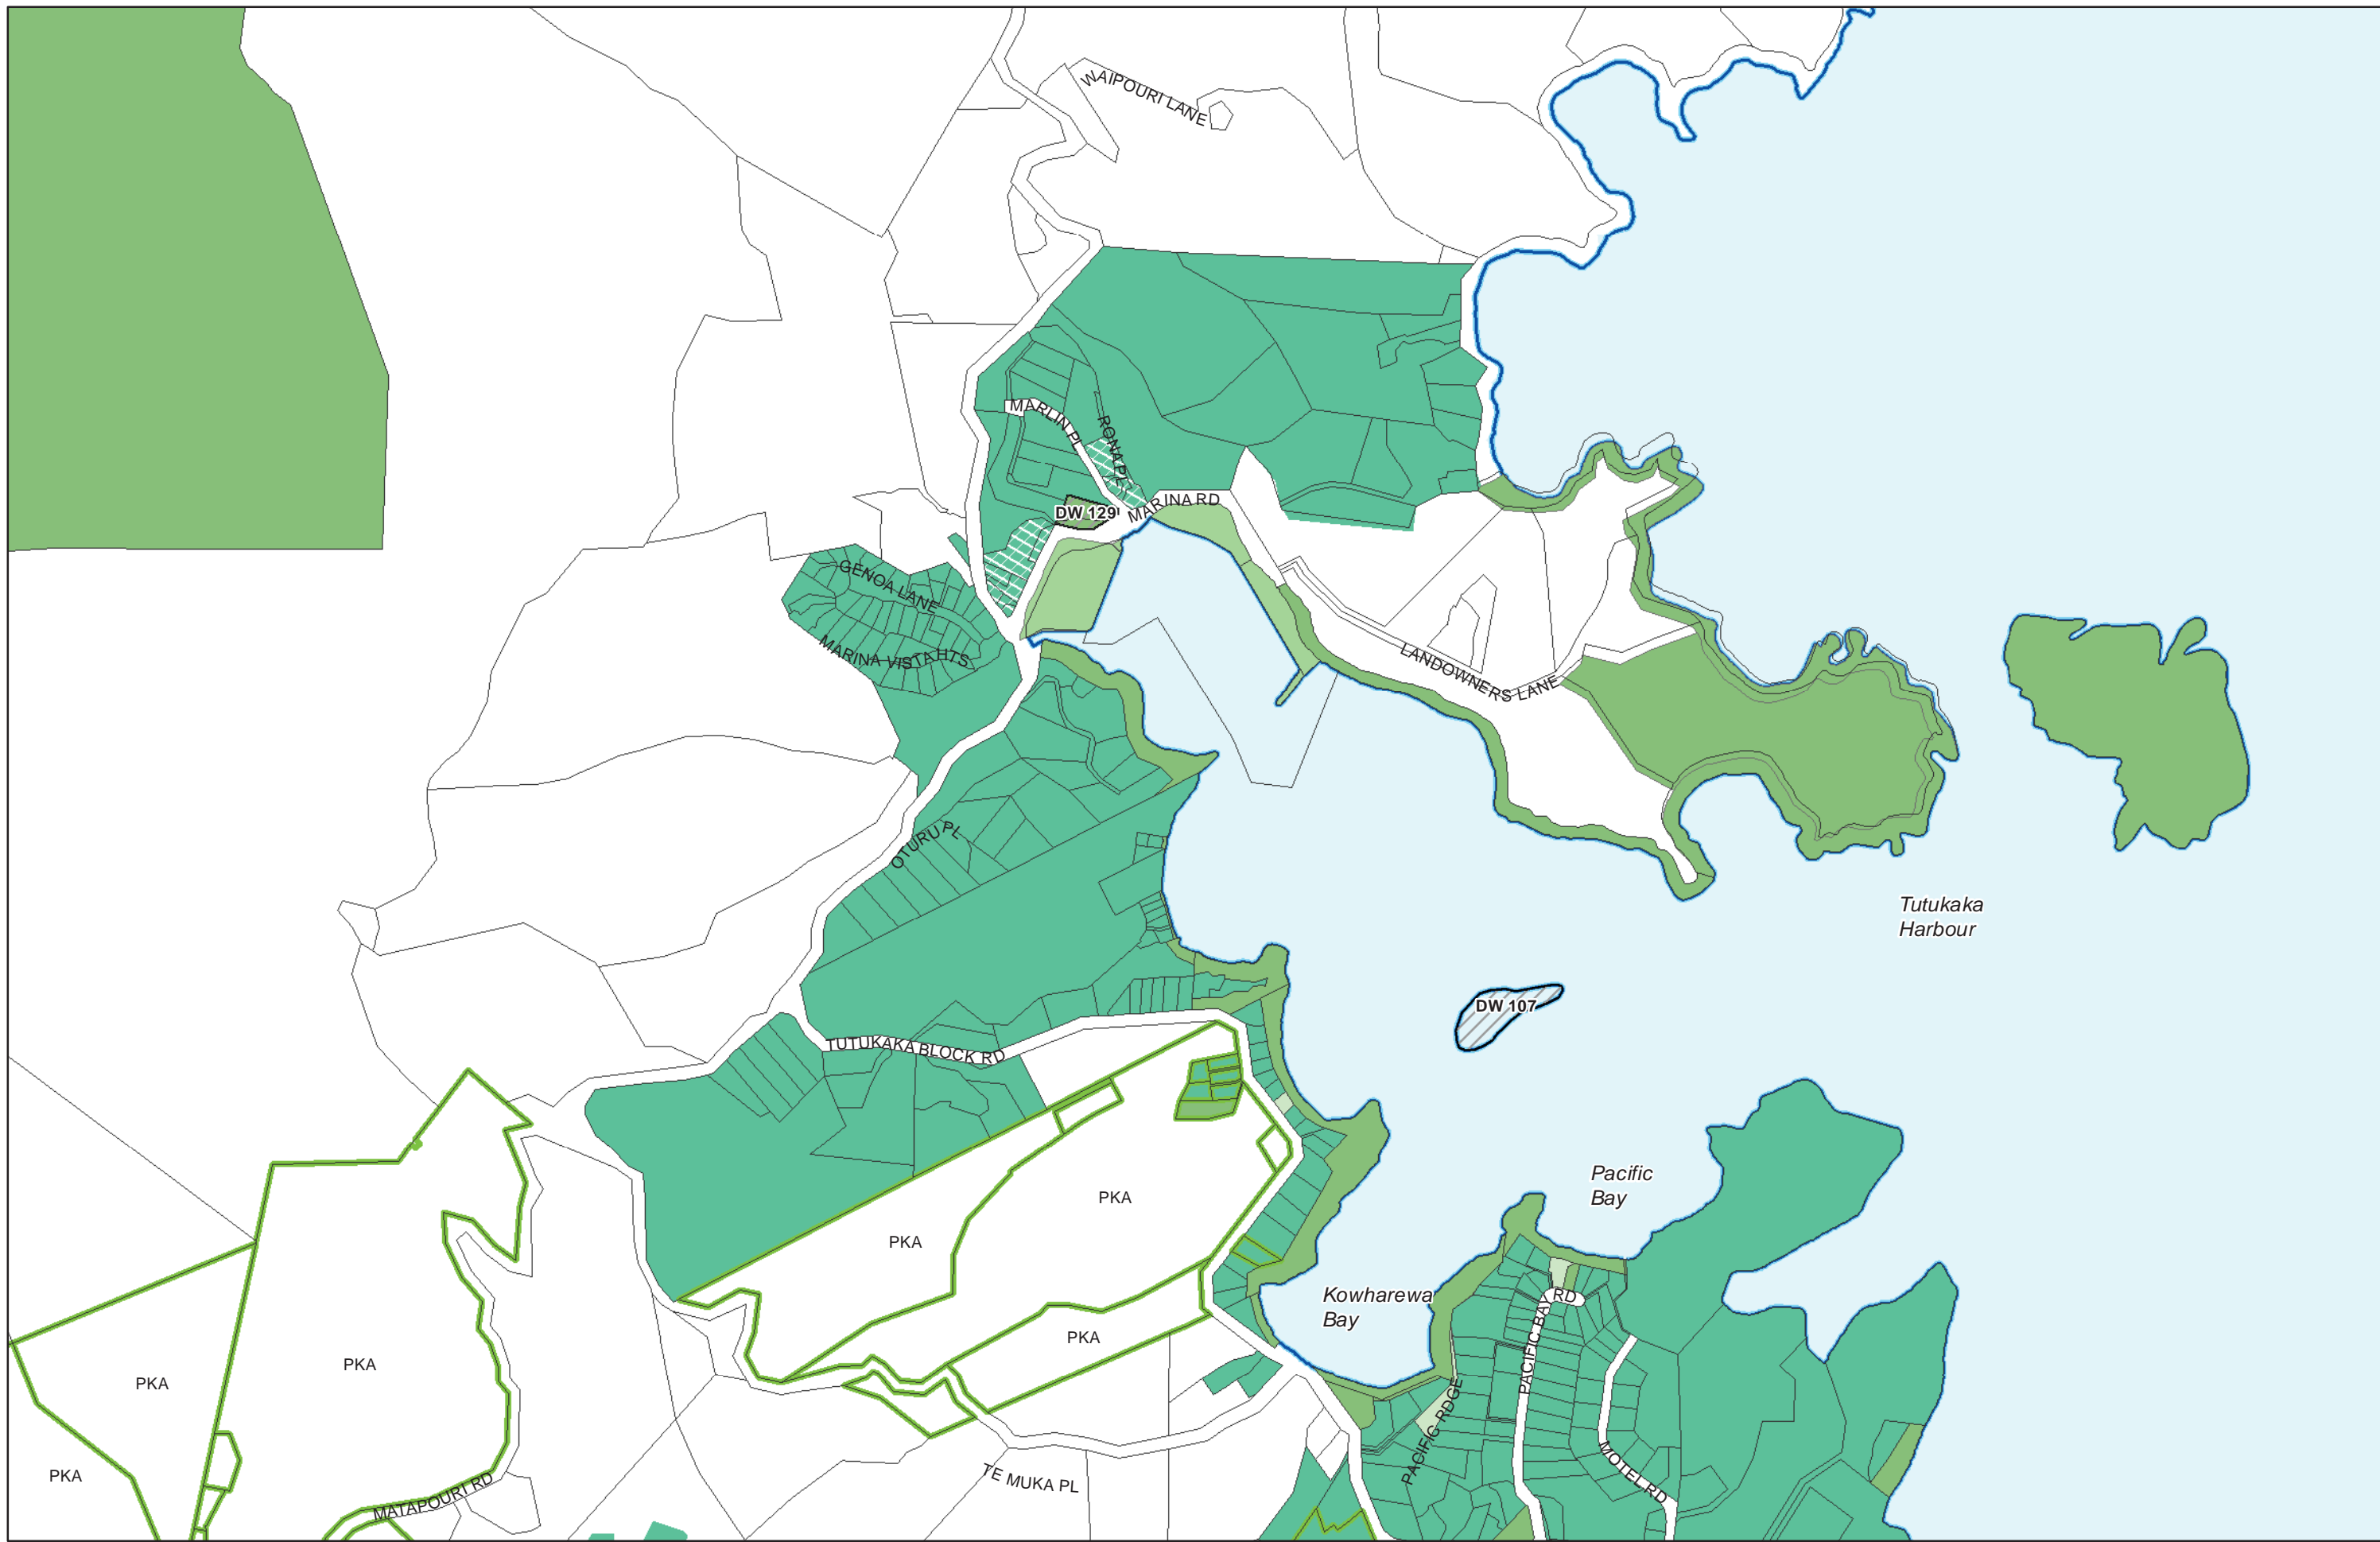 WAIPOURI LANE
MARLIN PL
RONA PL
MARINA RD
DW 129
GENOA LANE
MARINA VISTA HTS
LANDOWNERS LANE
OTURU PL
Tutukaka
Harbour
DW 107
TUTUKAKA BLOCK RD
Pacific
Bay
PKA
PKA
Kowharewa
Bay
PACIFIC BAY RD
PKA
PKA
PKA
PACIFIC RDGE
MOTEL RD
PKA
TE MUKA PL
MATAPOURI RD